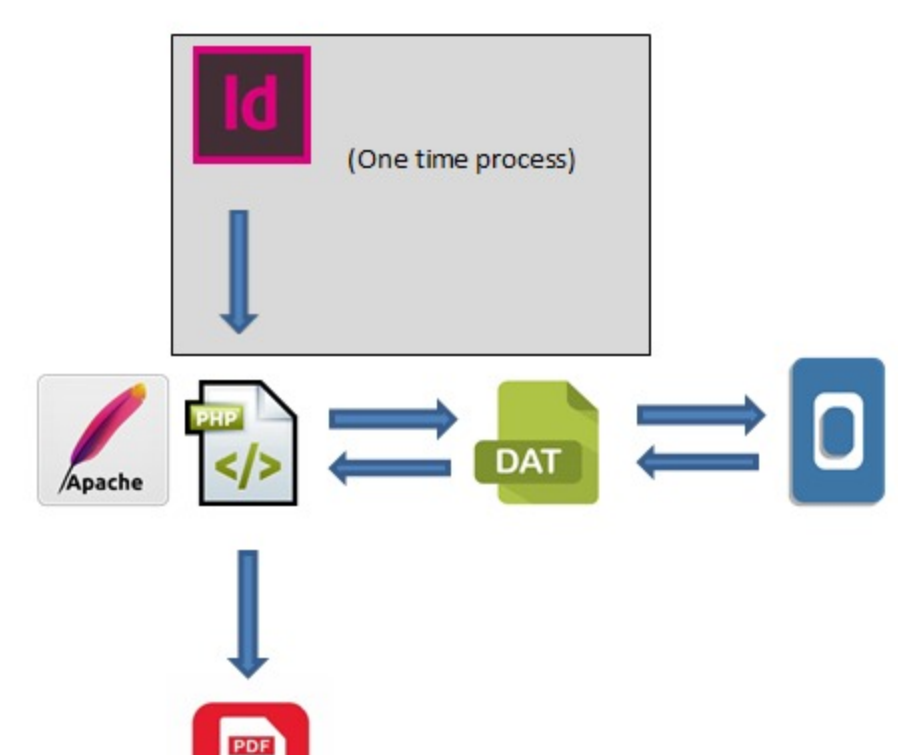 Id
(One time process)
Apache
PHP
</>
DAT
PDF